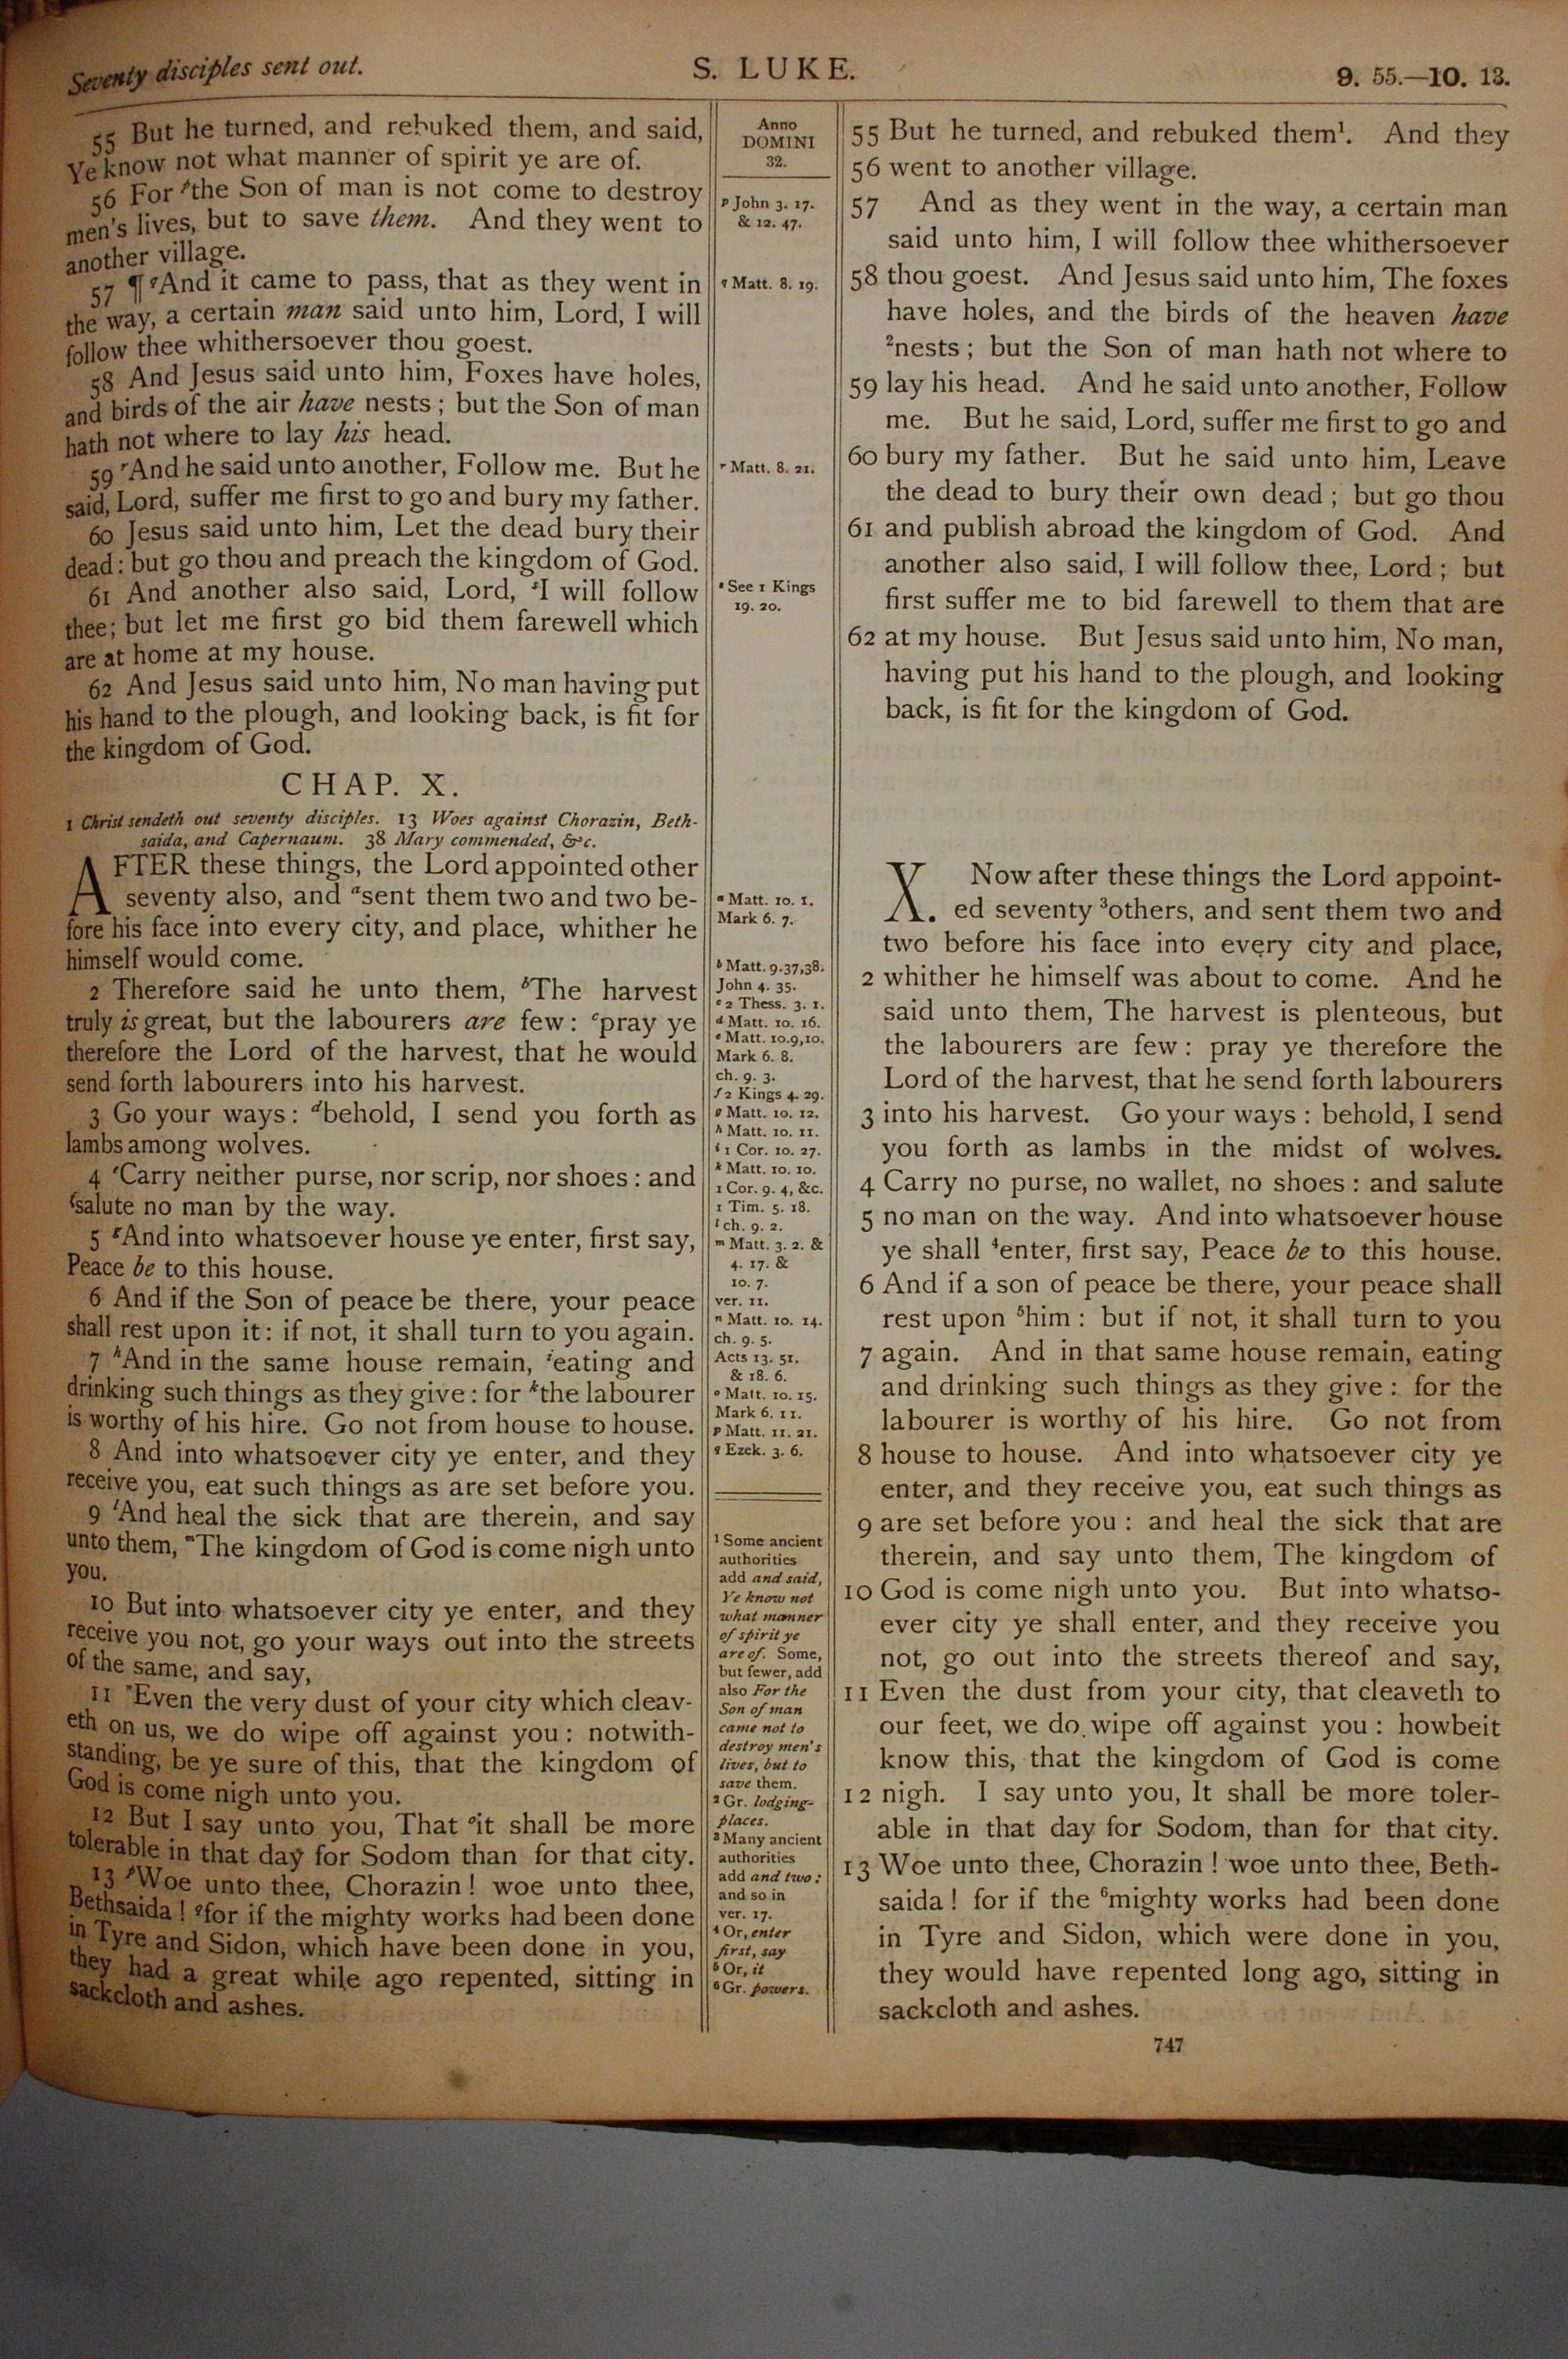 Seventy disciples sent out.
S. LUKE.
9. 55.—10. 13.
55 But he turned, and rebuked them, and said,
Ye know not what manner of spirit ye are of.
56 For pthe Son of man is not come to destroy
men's lives, but to save them. And they went to
another village.
57 ¶ qAnd it came to pass, that as they went in
the way, a certain man said unto him, Lord, I will
follow thee whithersoever thou goest.
58 And Jesus said unto him, Foxes have holes,
and birds of the air have nests; but the Son of man
hath not where to lay his head.
59 rAnd he said unto another, Follow me. But he
said, Lord, suffer me first to go and bury my father.
60 Jesus said unto him, Let the dead bury their
dead: but go thou and preach the kingdom of God.
61 And another also said, Lord, sI will follow
thee; but let me first go bid them farewell which
are at home at my house.
62 And Jesus said unto him, No man having put
his hand to the plough, and looking back, is fit for
the kingdom of God.
CHAP. X.
1 Christ sendeth out seventy disciples. 13 Woes against Chorazin, Beth-
saida, and Capernaum. 38 Mary commended, &c.
AFTER these things, the Lord appointed other
seventy also, and asent them two and two be-
fore his face into every city, and place, whither he
himself would come.
2 Therefore said he unto them, bThe harvest
truly is great, but the labourers are few: cpray ye
therefore the Lord of the harvest, that he would
send forth labourers into his harvest.
3 Go your ways: dbehold, I send you forth as
lambs among wolves.
4 eCarry neither purse, nor scrip, nor shoes: and
fsalute no man by the way.
5 gAnd into whatsoever house ye enter, first say,
Peace be to this house.
6 And if the Son of peace be there, your peace
shall rest upon it: if not, it shall turn to you again.
7 hAnd in the same house remain, ieating and
drinking such things as they give: for kthe labourer
is worthy of his hire. Go not from house to house.
8 And into whatsoever city ye enter, and they
receive you, eat such things as are set before you.
9 lAnd heal the sick that are therein, and say
unto them, mThe kingdom of God is come nigh unto
you.
10 But into whatsoever city ye enter, and they
receive you not, go your ways out into the streets
of the same, and say,
11 nEven the very dust of your city which cleav-
eth on us, we do wipe off against you: notwith-
standing, be ye sure of this, that the kingdom of
God is come nigh unto you.
12 But I say unto you, That oit shall be more
tolerable in that day for Sodom than for that city.
13 pWoe unto thee, Chorazin! woe unto thee,
Bethsaida! qfor if the mighty works had been done
in Tyre and Sidon, which have been done in you,
they had a great while ago repented, sitting in
sackcloth and ashes.
Anno
DOMINI
32.
p John 3. 17.
& 12. 47.
q Matt. 8. 19.
r Matt. 8. 21.
s See 1 Kings
19. 20.
a Matt. 10. 1.
Mark 6. 7.
b Matt. 9.37,38.
John 4. 35.
c 2 Thess. 3. 1.
d Matt. 10. 16.
e Matt. 10.9,10.
Mark 6. 8.
ch. 9. 3.
f 2 Kings 4. 29.
g Matt. 10. 12.
h Matt. 10. 11.
i 1 Cor. 10. 27.
k Matt. 10. 10.
1 Cor. 9. 4, &c.
1 Tim. 5. 18.
l ch. 9. 2.
m Matt. 3. 2. &
4. 17. &
10. 7.
ver. 11.
n Matt. 10. 14.
ch. 9. 5.
Acts 13. 51.
& 18. 6.
o Matt. 10. 15.
Mark 6. 11.
p Matt. 11. 21.
q Ezek. 3. 6.
1 Some ancient
authorities
add and said,
Ye know not
what manner
of spirit ye
are of. Some,
but fewer, add
also For the
Son of man
came not to
destroy men's
lives, but to
save them.
2 Gr. lodging-
places.
3 Many ancient
authorities
add and two:
and so in
ver. 17.
4 Or, enter
first, say
5 Or, it
6 Gr. powers.
55 But he turned, and rebuked them1. And they
56 went to another village.
57 And as they went in the way, a certain man
said unto him, I will follow thee whithersoever
58 thou goest. And Jesus said unto him, The foxes
have holes, and the birds of the heaven have
2nests; but the Son of man hath not where to
59 lay his head. And he said unto another, Follow
me. But he said, Lord, suffer me first to go and
60 bury my father. But he said unto him, Leave
the dead to bury their own dead; but go thou
61 and publish abroad the kingdom of God. And
another also said, I will follow thee, Lord; but
first suffer me to bid farewell to them that are
62 at my house. But Jesus said unto him, No man,
having put his hand to the plough, and looking
back, is fit for the kingdom of God.
X. Now after these things the Lord appoint-
ed seventy 3others, and sent them two and
two before his face into every city and place,
2 whither he himself was about to come. And he
said unto them, The harvest is plenteous, but
the labourers are few: pray ye therefore the
Lord of the harvest, that he send forth labourers
3 into his harvest. Go your ways: behold, I send
you forth as lambs in the midst of wolves.
4 Carry no purse, no wallet, no shoes: and salute
5 no man on the way. And into whatsoever house
ye shall 4enter, first say, Peace be to this house.
6 And if a son of peace be there, your peace shall
rest upon 5him: but if not, it shall turn to you
7 again. And in that same house remain, eating
and drinking such things as they give: for the
labourer is worthy of his hire. Go not from
8 house to house. And into whatsoever city ye
enter, and they receive you, eat such things as
9 are set before you: and heal the sick that are
therein, and say unto them, The kingdom of
10 God is come nigh unto you. But into whatso-
ever city ye shall enter, and they receive you
not, go out into the streets thereof and say,
11 Even the dust from your city, that cleaveth to
our feet, we do wipe off against you: howbeit
know this, that the kingdom of God is come
12 nigh. I say unto you, It shall be more toler-
able in that day for Sodom, than for that city.
13 Woe unto thee, Chorazin! woe unto thee, Beth-
saida! for if the 6mighty works had been done
in Tyre and Sidon, which were done in you,
they would have repented long ago, sitting in
sackcloth and ashes.
747